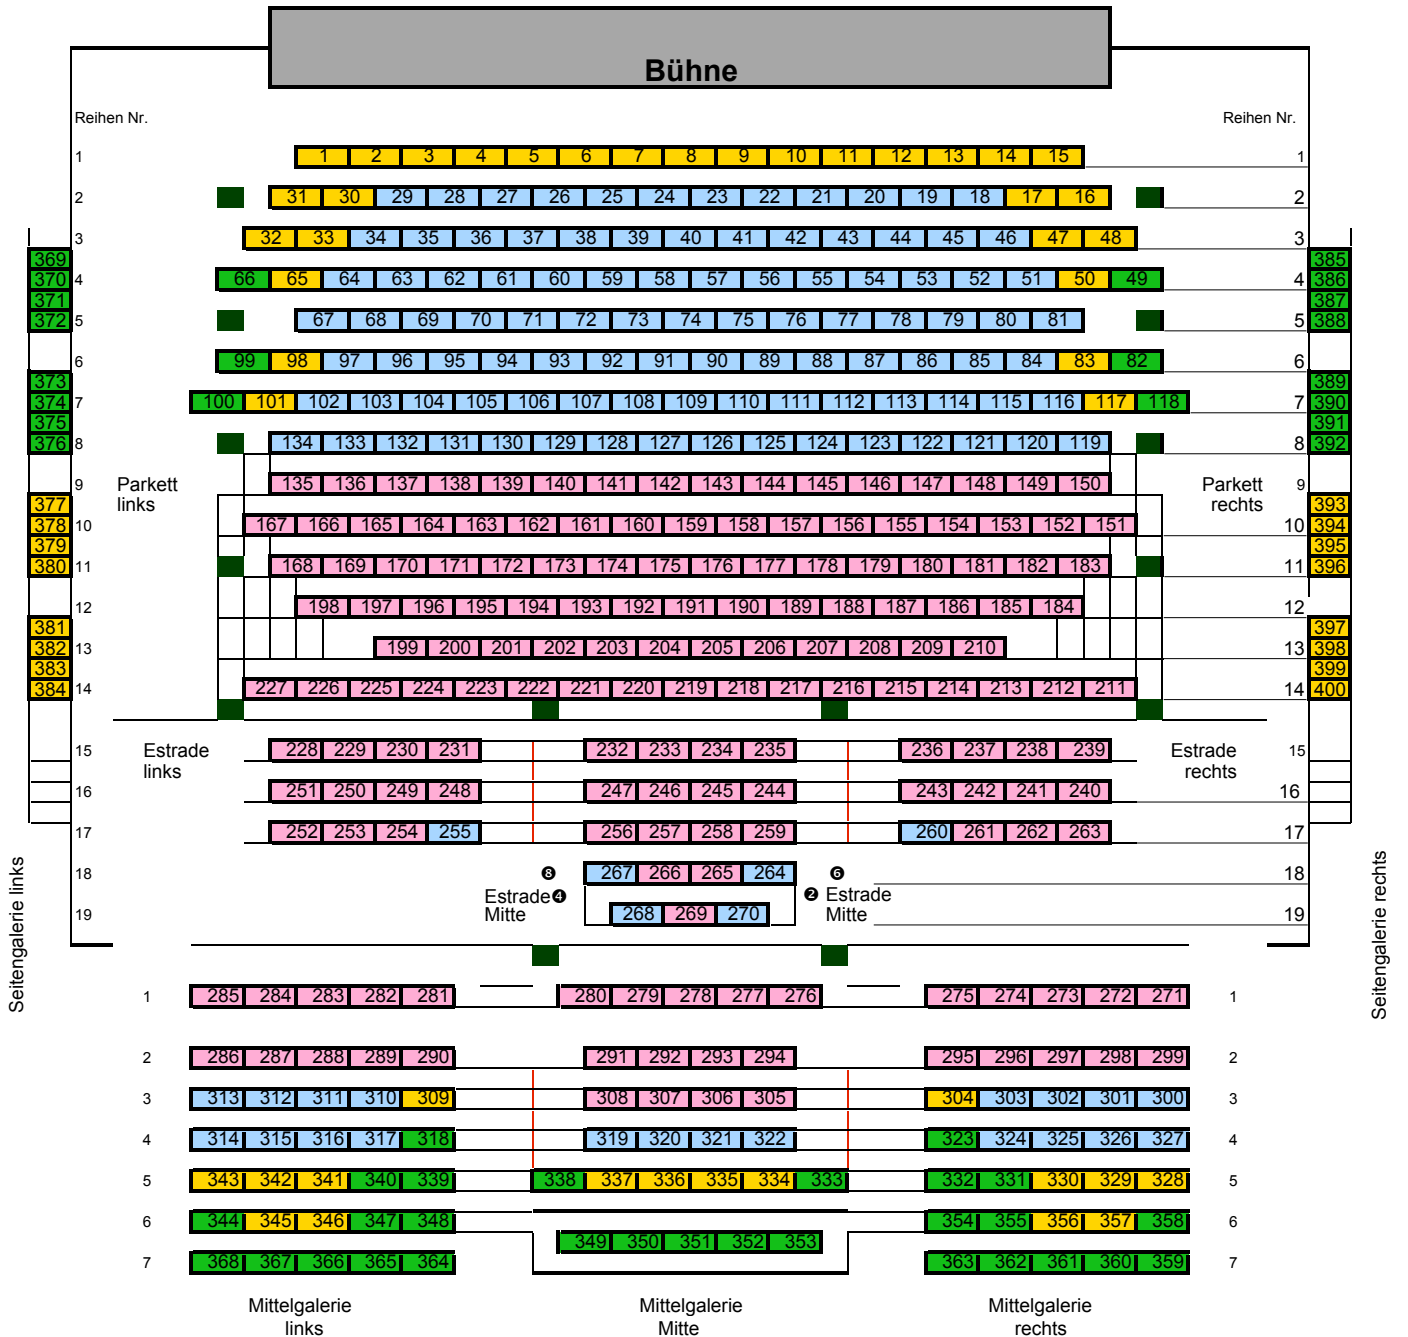 Bühne
Reihen Nr. Reihen Nr.
1 1 2 3 4 5 6 7 8 9 10 11 12 13 14 15 1
2 31 30 29 28 27 26 25 24 23 22 21 20 19 18 17 16 2
3 32 33 34 35 36 37 38 39 40 41 42 43 44 45 46 47 48 3
369 385
370 4 66 65 64 63 62 61 60 59 58 57 56 55 54 53 52 51 50 49 4 386
371 387
372 5 67 68 69 70 71 72 73 74 75 76 77 78 79 80 81 5 388
6 99 98 97 96 95 94 93 92 91 90 89 88 87 86 85 84 83 82 6
373 389
374 7 100 101 102 103 104 105 106 107 108 109 110 111 112 113 114 115 116 117 118 7 390
375 391
376 8 134 133 132 131 130 129 128 127 126 125 124 123 122 121 120 119 8 392
9 Parkett 135 136 137 138 139 140 141 142 143 144 145 146 147 148 149 150 Parkett 9
377 links rechts 393
378 10 167 166 165 164 163 162 161 160 159 158 157 156 155 154 153 152 151 10 394
379 395
380 11 168 169 170 171 172 173 174 175 176 177 178 179 180 181 182 183 11 396
12 198 197 196 195 194 193 192 191 190 189 188 187 186 185 184 12
381 397
382 13 199 200 201 202 203 204 205 206 207 208 209 210 13 398
383 399
384 14 227 226 225 224 223 222 221 220 219 218 217 216 215 214 213 212 211 14 400
15 Estrade 228 229 230 231 232 233 234 235 236 237 238 239 Estrade 15
links rechts
16 251 250 249 248 247 246 245 244 243 242 241 240 16
17 252 253 254 255 256 257 258 259 260 261 262 263 17
18 ❽ 267 266 265 264 ❻ 18
Estrade❹ ❷ Estrade
19 Mitte 268 269 270 Mitte 19
Seitengalerie links
Seitengalerie rechts
1 285 284 283 282 281 280 279 278 277 276 275 274 273 272 271 1
2 286 287 288 289 290 291 292 293 294 295 296 297 298 299 2
3 313 312 311 310 309 308 307 306 305 304 303 302 301 300 3
4 314 315 316 317 318 319 320 321 322 323 324 325 326 327 4
5 343 342 341 340 339 338 337 336 335 334 333 332 331 330 329 328 5
6 344 345 346 347 348 354 355 356 357 358 6
349 350 351 352 353
7 368 367 366 365 364 363 362 361 360 359 7
Mittelgalerie Mittelgalerie Mittelgalerie
links Mitte rechts